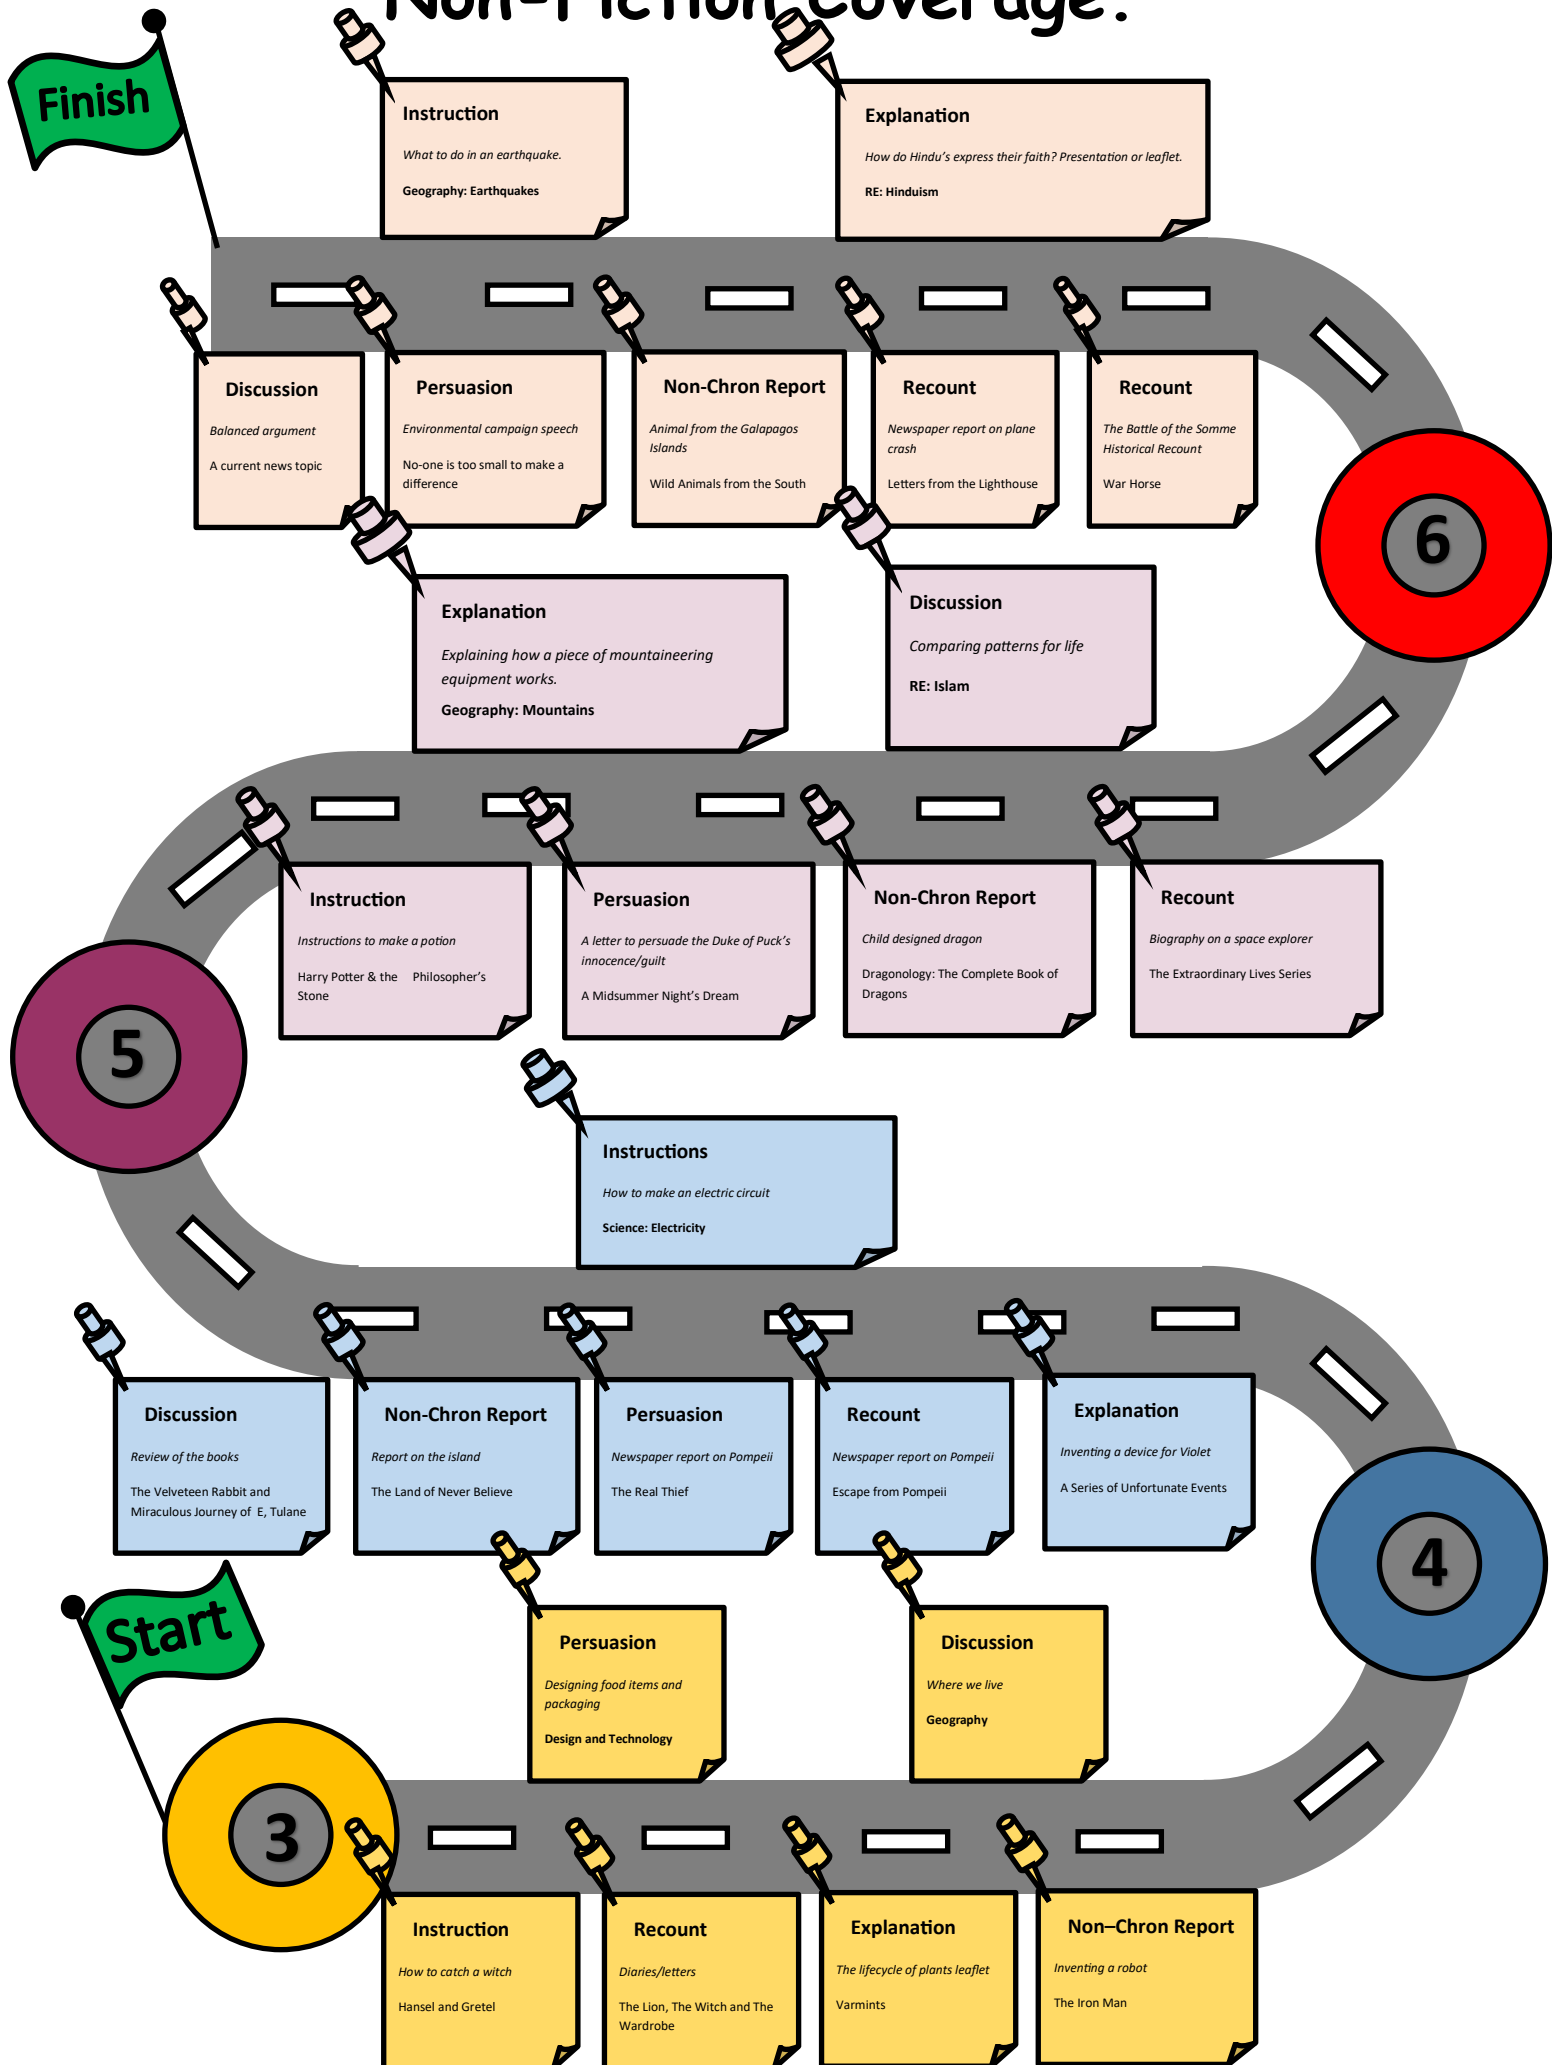 Non-Fiction Coverage.
Finish
Instruction
What to do in an earthquake.
Geography: Earthquakes
Explanation
How do Hindu's express their faith? Presentation or leaflet.
RE: Hinduism
Discussion
Balanced argument
A current news topic
Persuasion
Environmental campaign speech
No-one is too small to make a
difference
Non-Chron Report
Animal from the Galapagos
Islands
Wild Animals from the South
Recount
Newspaper report on plane
crash
Letters from the Lighthouse
Recount
The Battle of the Somme
Historical Recount
War Horse
6
Explanation
Explaining how a piece of mountaineering
equipment works.
Geography: Mountains
Discussion
Comparing patterns for life
RE: Islam
Instruction
Instructions to make a potion
Harry Potter & the Philosopher's
Stone
Persuasion
A letter to persuade the Duke of Puck's
innocence/guilt
A Midsummer Night's Dream
Non-Chron Report
Child designed dragon
Dragonology: The Complete Book of
Dragons
Recount
Biography on a space explorer
The Extraordinary Lives Series
5
Instructions
How to make an electric circuit
Science: Electricity
Discussion
Review of the books
The Velveteen Rabbit and
Miraculous Journey of E, Tulane
Non-Chron Report
Report on the island
The Land of Never Believe
Persuasion
Newspaper report on Pompeii
The Real Thief
Recount
Newspaper report on Pompeii
Escape from Pompeii
Explanation
Inventing a device for Violet
A Series of Unfortunate Events
4
Start
Persuasion
Designing food items and
packaging
Design and Technology
Discussion
Where we live
Geography
3
Instruction
How to catch a witch
Hansel and Gretel
Recount
Diaries/letters
The Lion, The Witch and The
Wardrobe
Explanation
The lifecycle of plants leaflet
Varmints
Non–Chron Report
Inventing a robot
The Iron Man